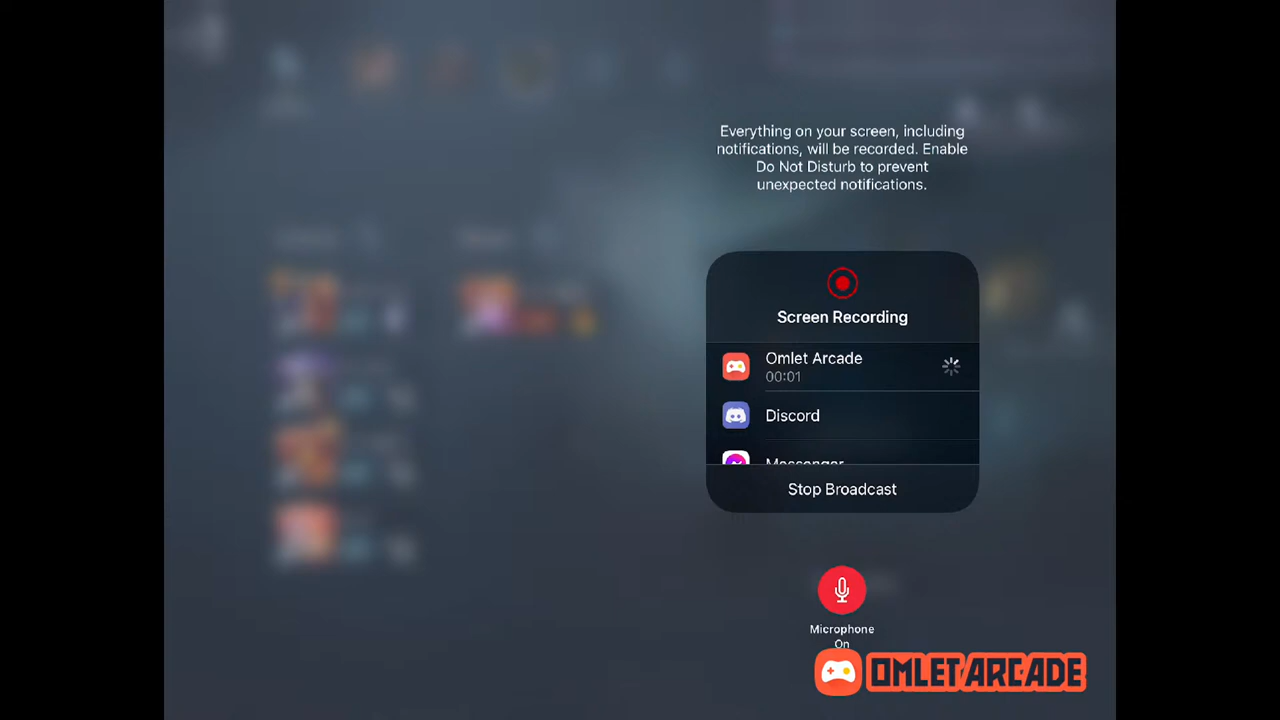 Everything on your screen, including
notifications, will be recorded. Enable
Do Not Disturb to prevent
unexpected notifications.
Screen Recording
Omlet Arcade
00:01
Discord
Messenger
Stop Broadcast
Microphone
On
OMLET ARCADE